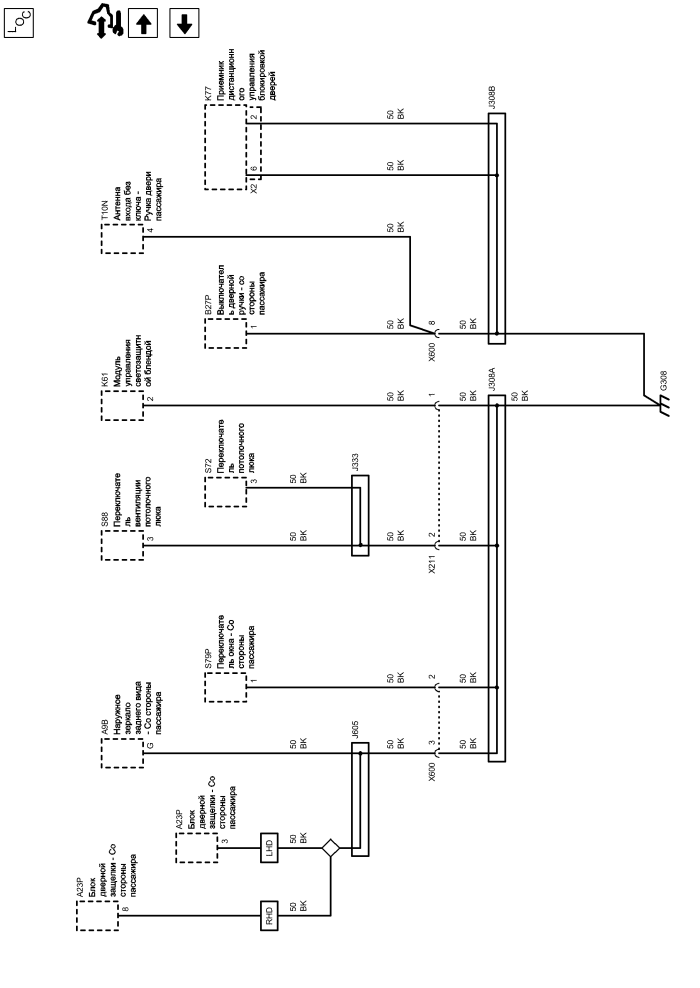 LOC
A23P
Блок
дверной
защелки - Со
стороны
пассажира
8
RHD
50
BK
A23P
Блок
дверной
защелки - Со
стороны
пассажира
3
LHD
50
BK
A9B
Наружное
зеркало
заднего вида
- Со стороны
пассажира
G
50
BK
J605
50
BK
3
X600
50
BK
S79P
Переключате
ль окна - Со
стороны
пассажира
1
50
BK
2
50
BK
S88
Переключате
ль
вентиляции
потолочного
люка
3
50
BK
S72
Переключате
ль
потолочного
люка
3
50
BK
J333
50
BK
2
X211
50
BK
K61
Модуль
управления
светозащитн
ой блендой
2
50
BK
1
50
BK
J308A
50
BK
G308
B27P
Выключател
ь дверной
ручки - со
стороны
пассажира
1
50
BK
8
X600
50
BK
T10N
Антенна
входа без
ключа -
Ручка двери
пассажира
4
50
BK
K77
Приемник
дистанционн
ого
управления
блокировкой
дверей
2
6
X2
50
BK
50
BK
J308B